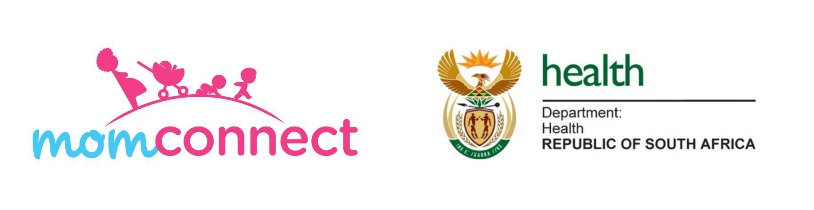 momconnect
health
Department:
Health
REPUBLIC OF SOUTH AFRICA